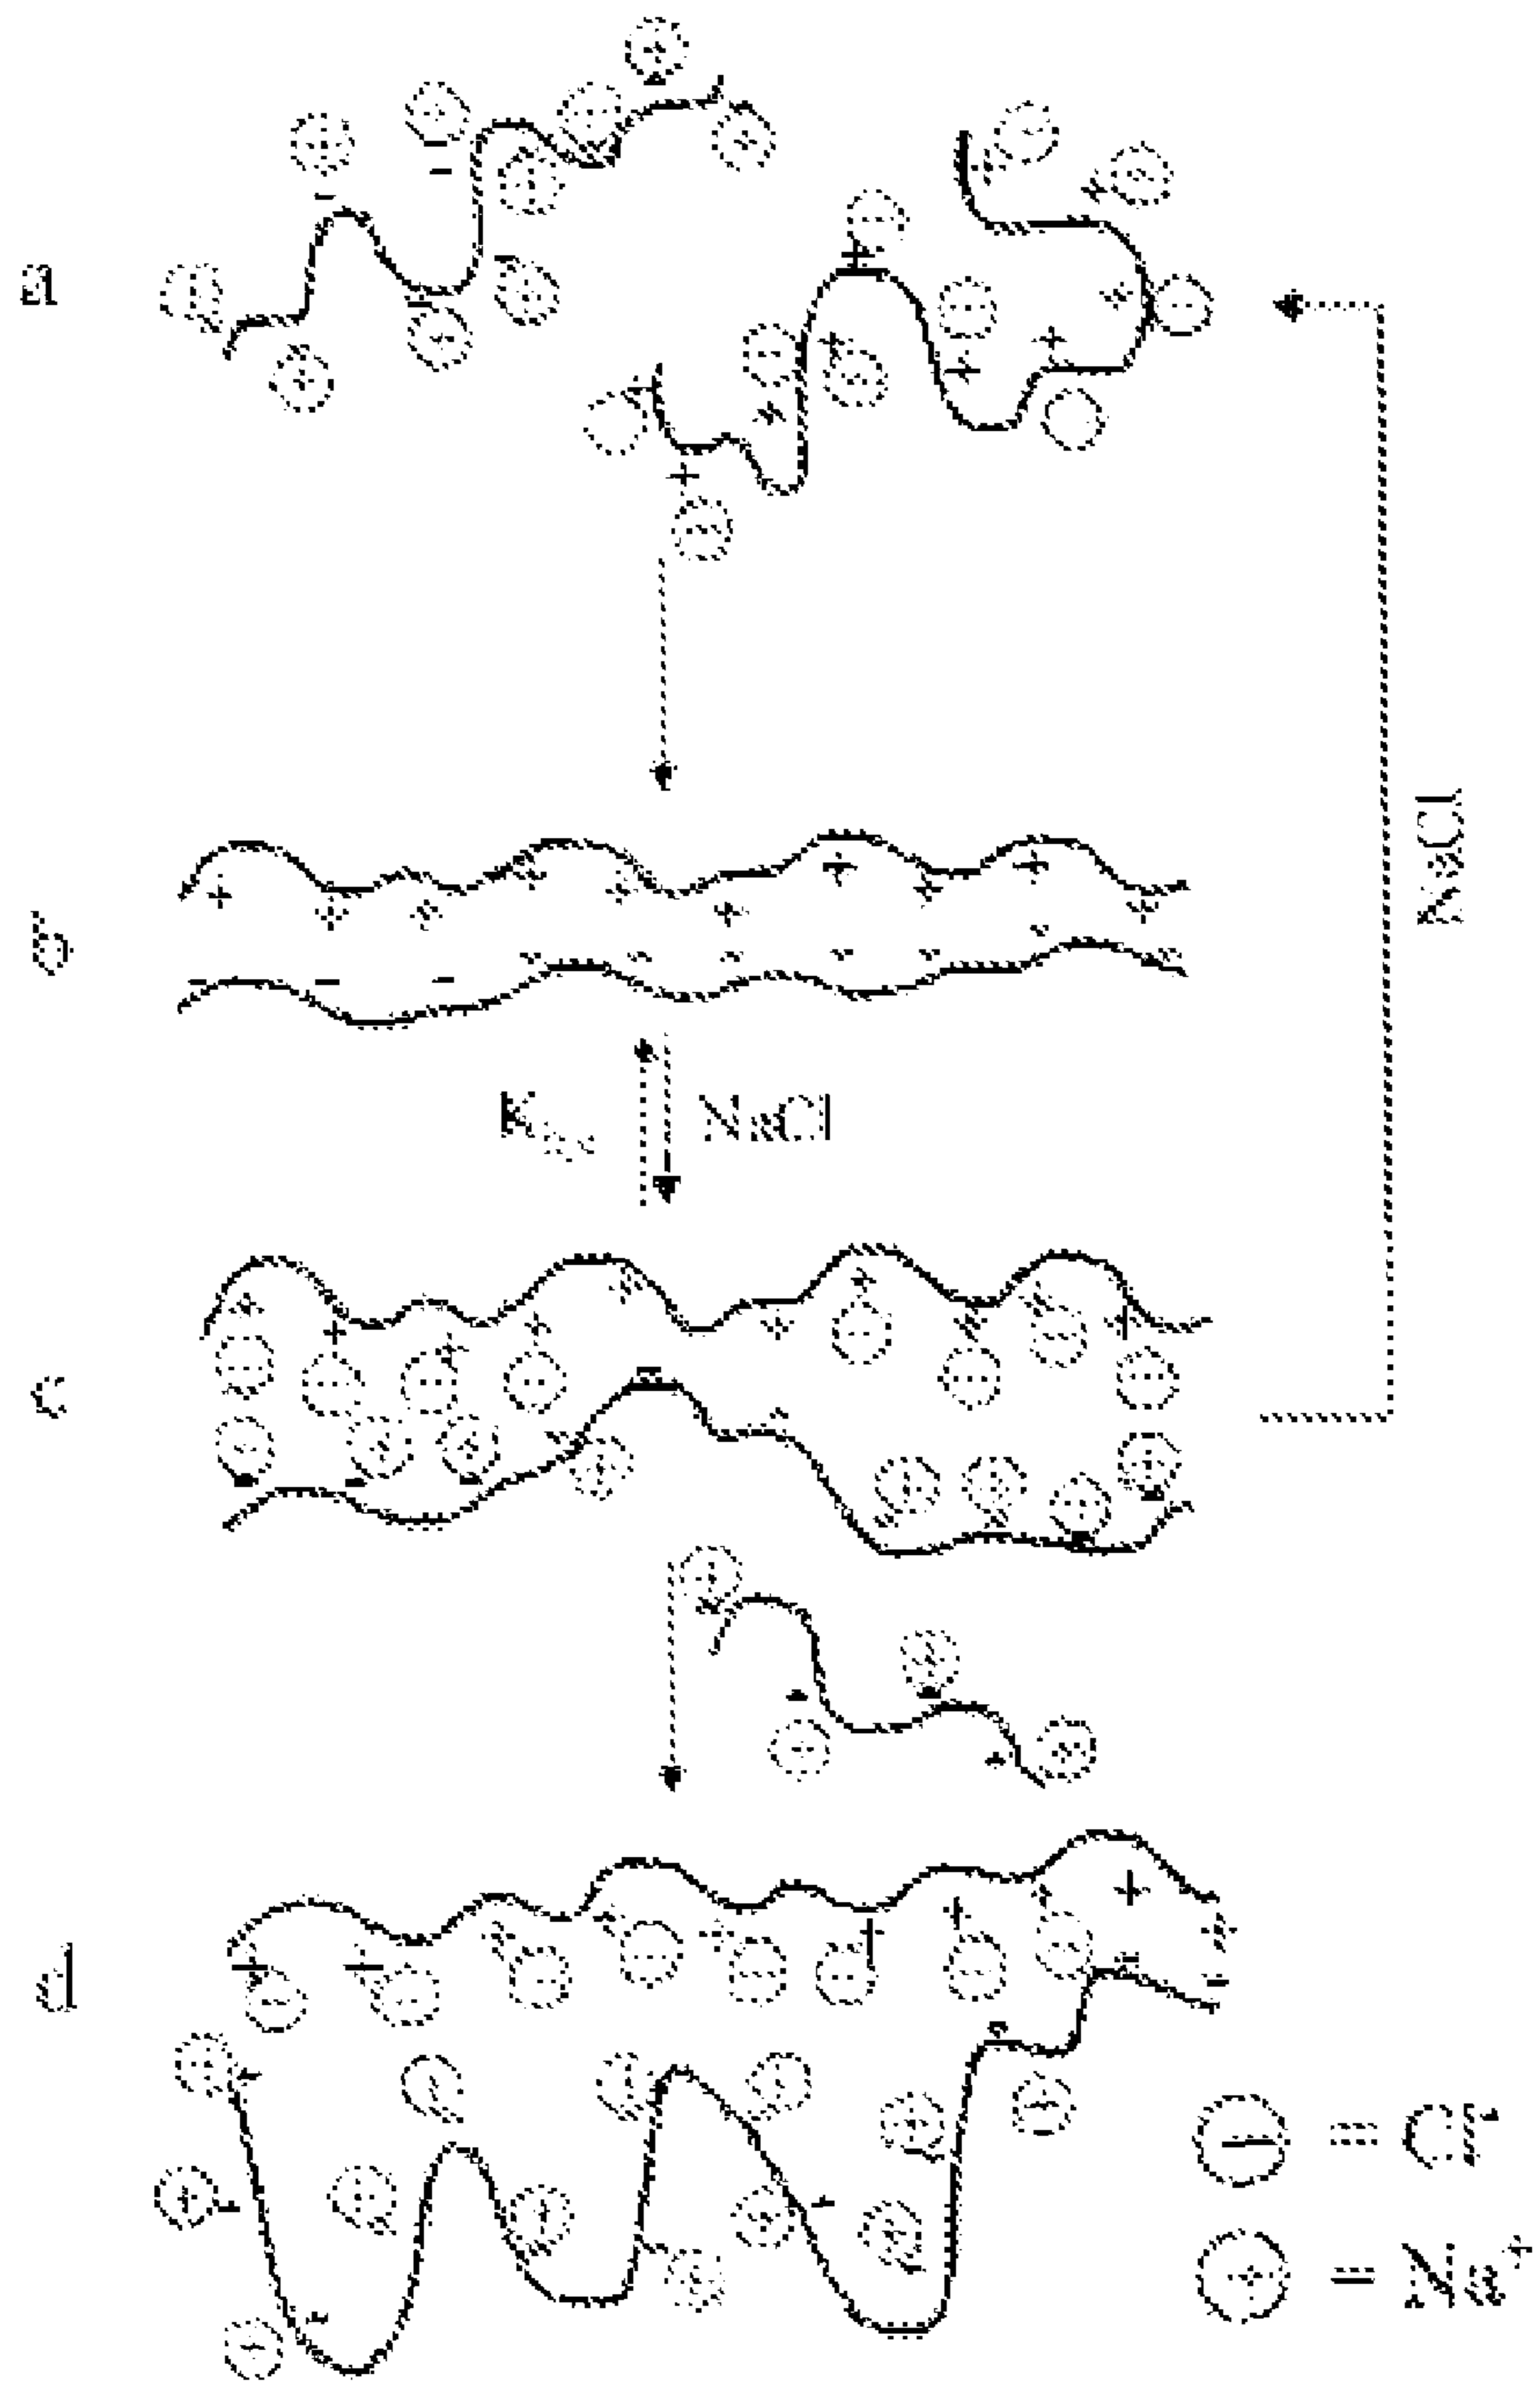 a
b
NaCl
NaCl
c
d
= Cl-
= Na+